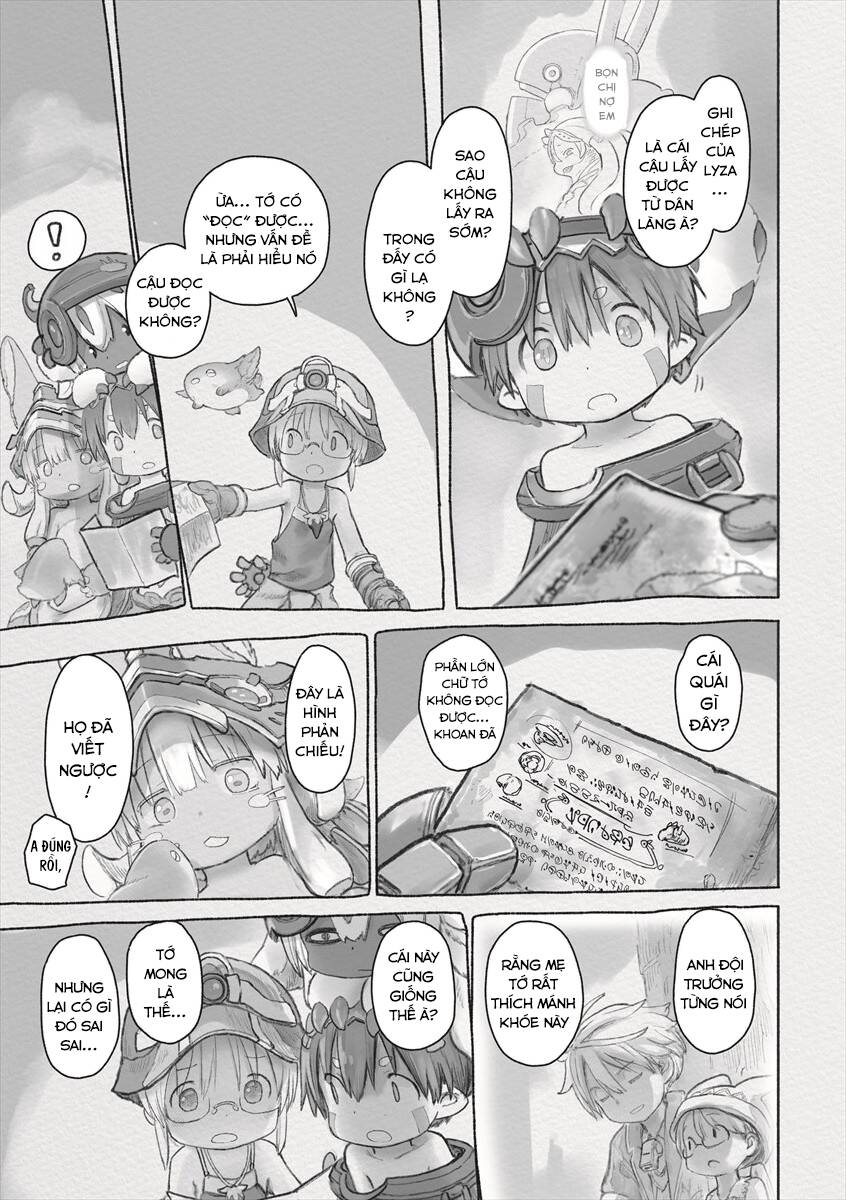 GHI
CHÉP
CỦA
LYZA
...
BỌN
CHỊ
NỢ
EM
LÀ CÁI
CẬU LẤY
ĐƯỢC
TỪ DÂN
LÀNG À?
SAO
CẬU
KHÔNG
LẤY RA
SỚM?
TRONG
ĐẤY CÓ
GÌ LẠ
KHÔNG?
ỪA... TỚ CÓ
"ĐỌC" ĐƯỢC...
NHƯNG VẤN ĐỀ
LÀ PHẢI HIỂU NÓ
CẬU ĐỌC
ĐƯỢC
KHÔNG?
!
CÁI
QUÁI
GÌ
ĐÂY?
PHẦN LỚN
CHỮ TỚ
KHÔNG ĐỌC
ĐƯỢC...
KHOAN ĐÃ
ĐÂY LÀ
HÌNH
PHẢN
CHIẾU!
HỌ ĐÃ
VIẾT
NGƯỢC
!
A ĐÚNG
RỒI,
ANH ĐỘI
TRƯỞNG
TỪNG NÓI
RẰNG MẸ
TỚ RẤT
THÍCH MÁNH
KHÓE NÀY
CÁI NÀY
CŨNG
GIỐNG
THẾ À?
TỚ
MONG
LÀ
THẾ...
NHƯNG
LẠI CÓ GÌ
ĐÓ SAI
SAI...